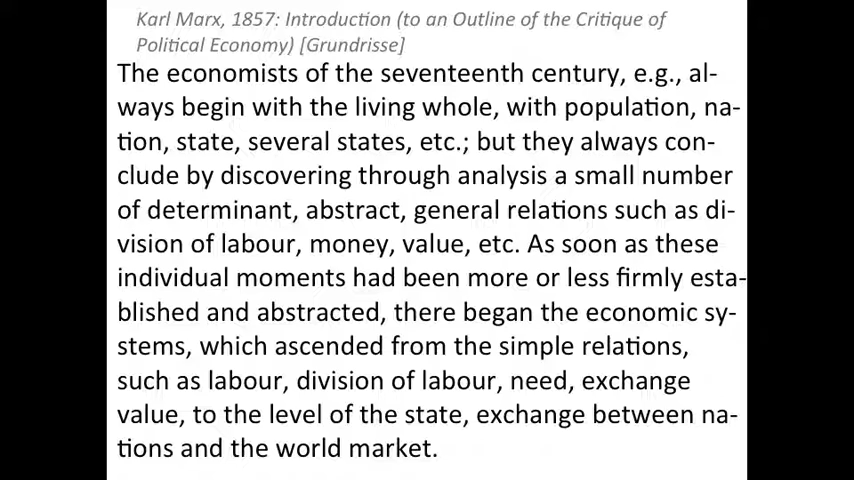 Karl Marx, 1857: Introduction (to an Outline of the Critique of
Political Economy) [Grundrisse]
The economists of the seventeenth century, e.g., al-
ways begin with the living whole, with population, na-
tion, state, several states, etc.; but they always con-
clude by discovering through analysis a small number
of determinant, abstract, general relations such as di-
vision of labour, money, value, etc. As soon as these
individual moments had been more or less firmly esta-
blished and abstracted, there began the economic sy-
stems, which ascended from the simple relations,
such as labour, division of labour, need, exchange
value, to the level of the state, exchange between na-
tions and the world market.